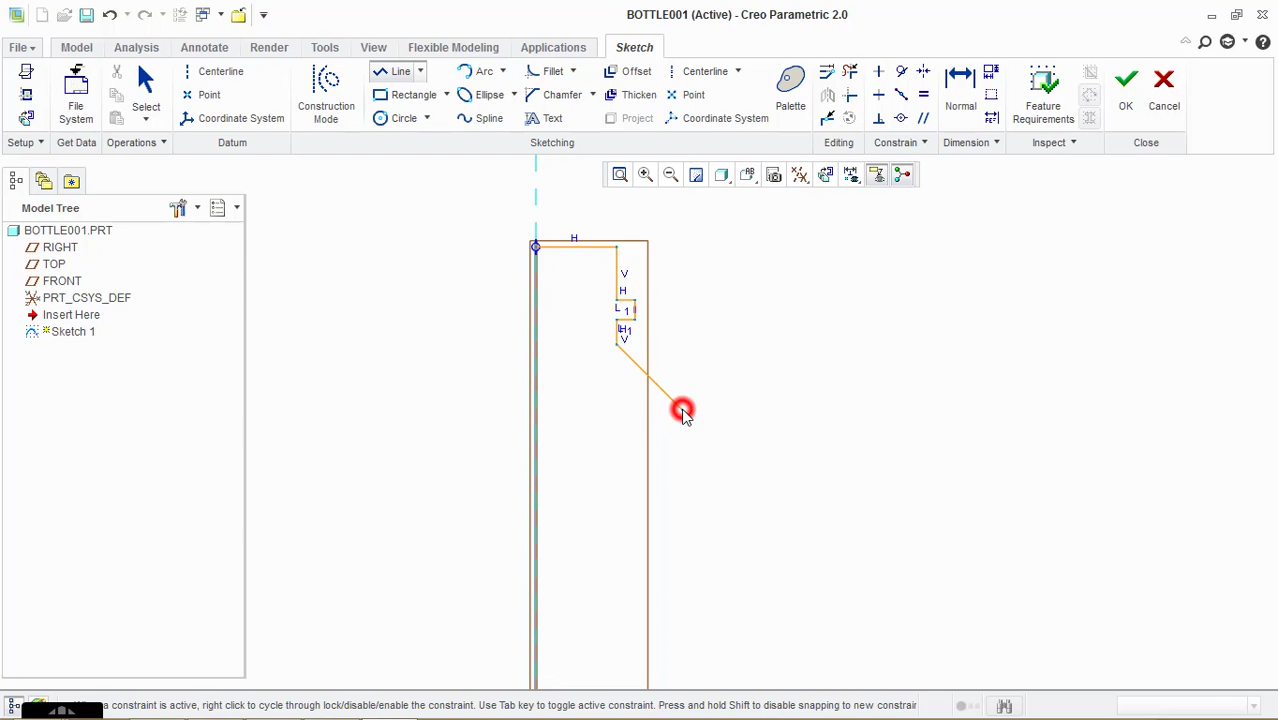 BOTTLE001 (Active) - Creo Parametric 2.0
File Model Analysis Annotate Render Tools View Flexible Modeling Applications Sketch
Centerline Line Arc Fillet Offset Centerline
Point Rectangle Ellipse Chamfer Thicken Point
Coordinate System Circle Spline Text Project Coordinate System
File System
Select
Construction Mode
Palette
Normal
Feature Requirements
OK
Cancel
Setup Get Data Operations Datum Sketching Editing Constrain Dimension Inspect Close
Model Tree
BOTTLE001.PRT
RIGHT
TOP
FRONT
PRT_CSYS_DEF
Insert Here
Sketch 1
H
V
H
L 1
V
a constraint is active, right click to cycle through lock/disable/enable the constraint. Use Tab key to toggle active constraint. Press and hold Shift to disable snapping to new constrair